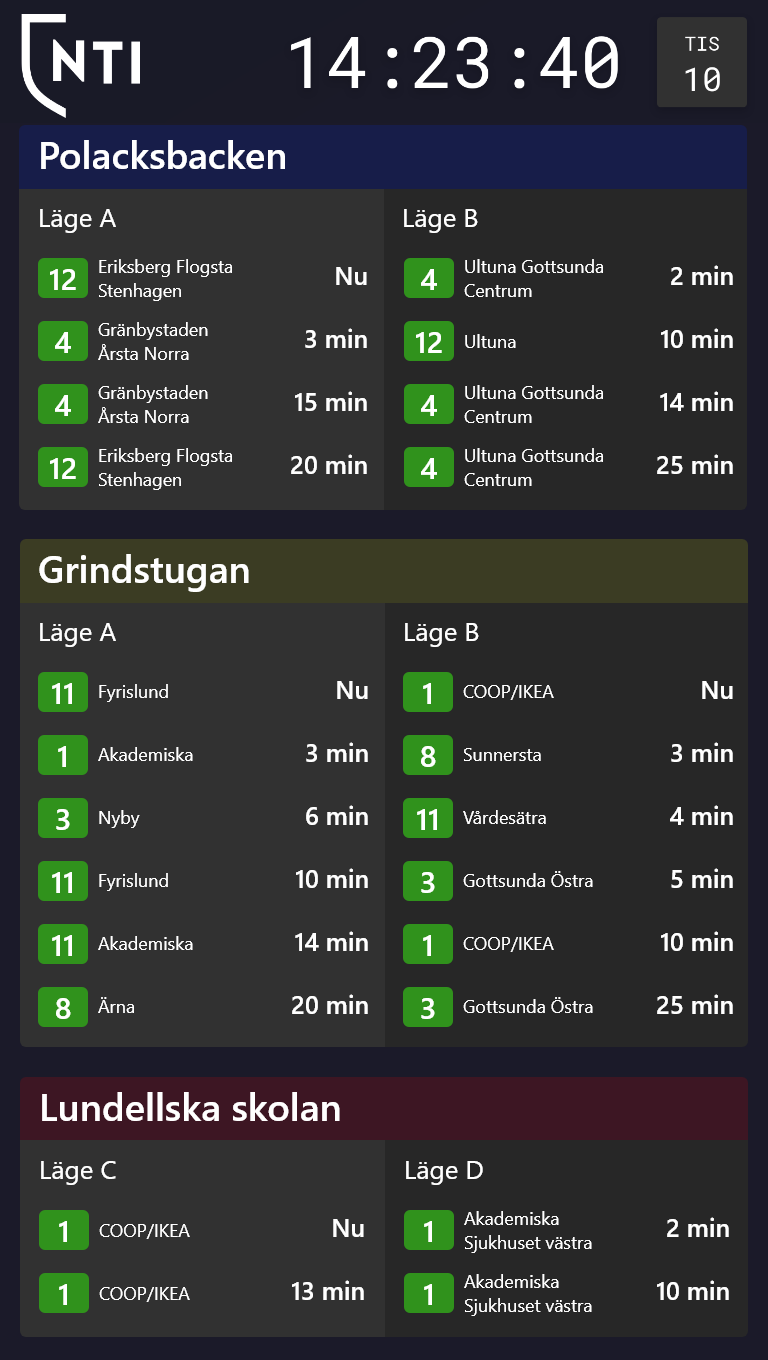 NTI
14:23:40
TIS
10
Polacksbacken
Läge A
12 Eriksberg Flogsta
Stenhagen
Nu
4 Gränbystaden
Årsta Norra
3 min
4 Gränbystaden
Årsta Norra
15 min
12 Eriksberg Flogsta
Stenhagen
20 min
Läge B
4 Ultuna Gottsunda
Centrum
2 min
12 Ultuna 10 min
4 Ultuna Gottsunda
Centrum
14 min
4 Ultuna Gottsunda
Centrum
25 min
Grindstugan
Läge A
11 Fyrislund Nu
1 Akademiska 3 min
3 Nyby 6 min
11 Fyrislund 10 min
11 Akademiska 14 min
8 Ärna 20 min
Läge B
1 COOP/IKEA Nu
8 Sunnersta 3 min
11 Vårdesätra 4 min
3 Gottsunda Östra 5 min
1 COOP/IKEA 10 min
3 Gottsunda Östra 25 min
Lundellska skolan
Läge C
1 COOP/IKEA Nu
1 COOP/IKEA 13 min
Läge D
1 Akademiska
Sjukhuset västra
2 min
1 Akademiska
Sjukhuset västra
10 min